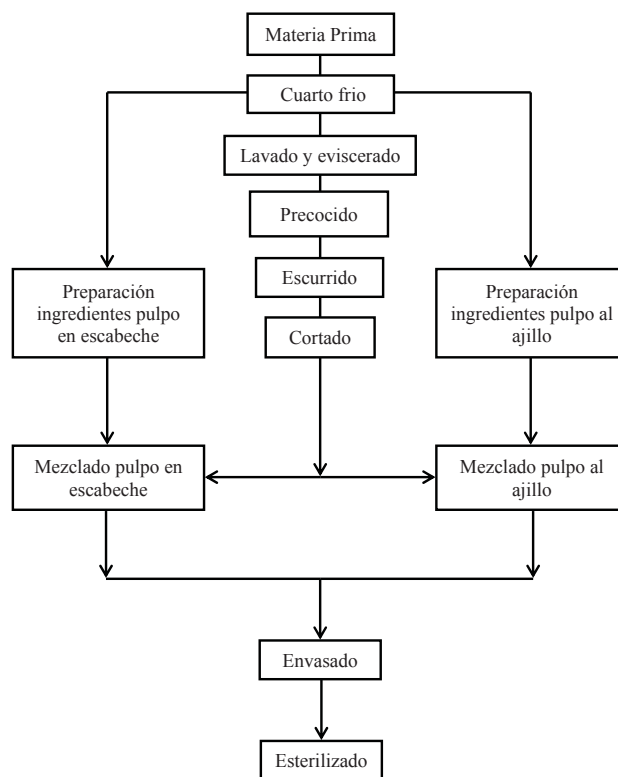 Materia Prima
Cuarto frio
Lavado y eviscerado
Precocido
Escurrido
Cortado
Preparación
ingredientes pulpo
en escabeche
Preparación
ingredientes pulpo al
ajillo
Mezclado pulpo en
escabeche
Mezclado pulpo al
ajillo
Envasado
Esterilizado